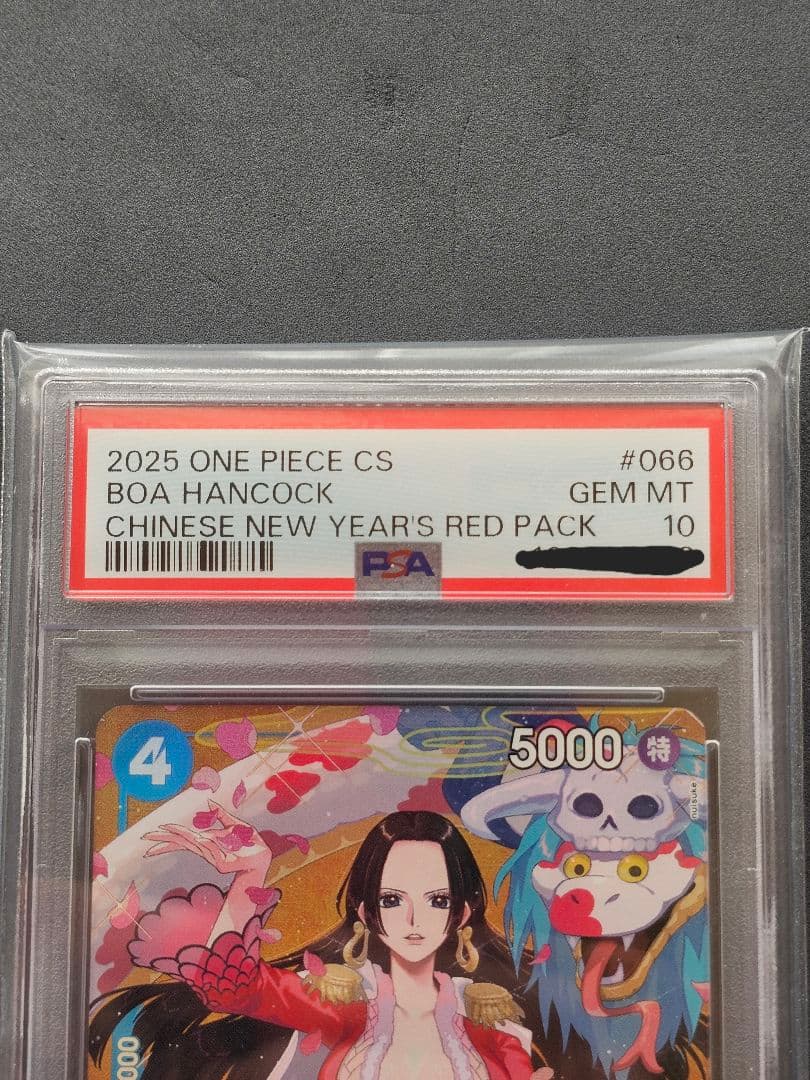 2025 ONE PIECE CS #066
BOA HANCOCK GEM MT
CHINESE NEW YEAR'S RED PACK 10
PSA
4
5000 特
nuisuke